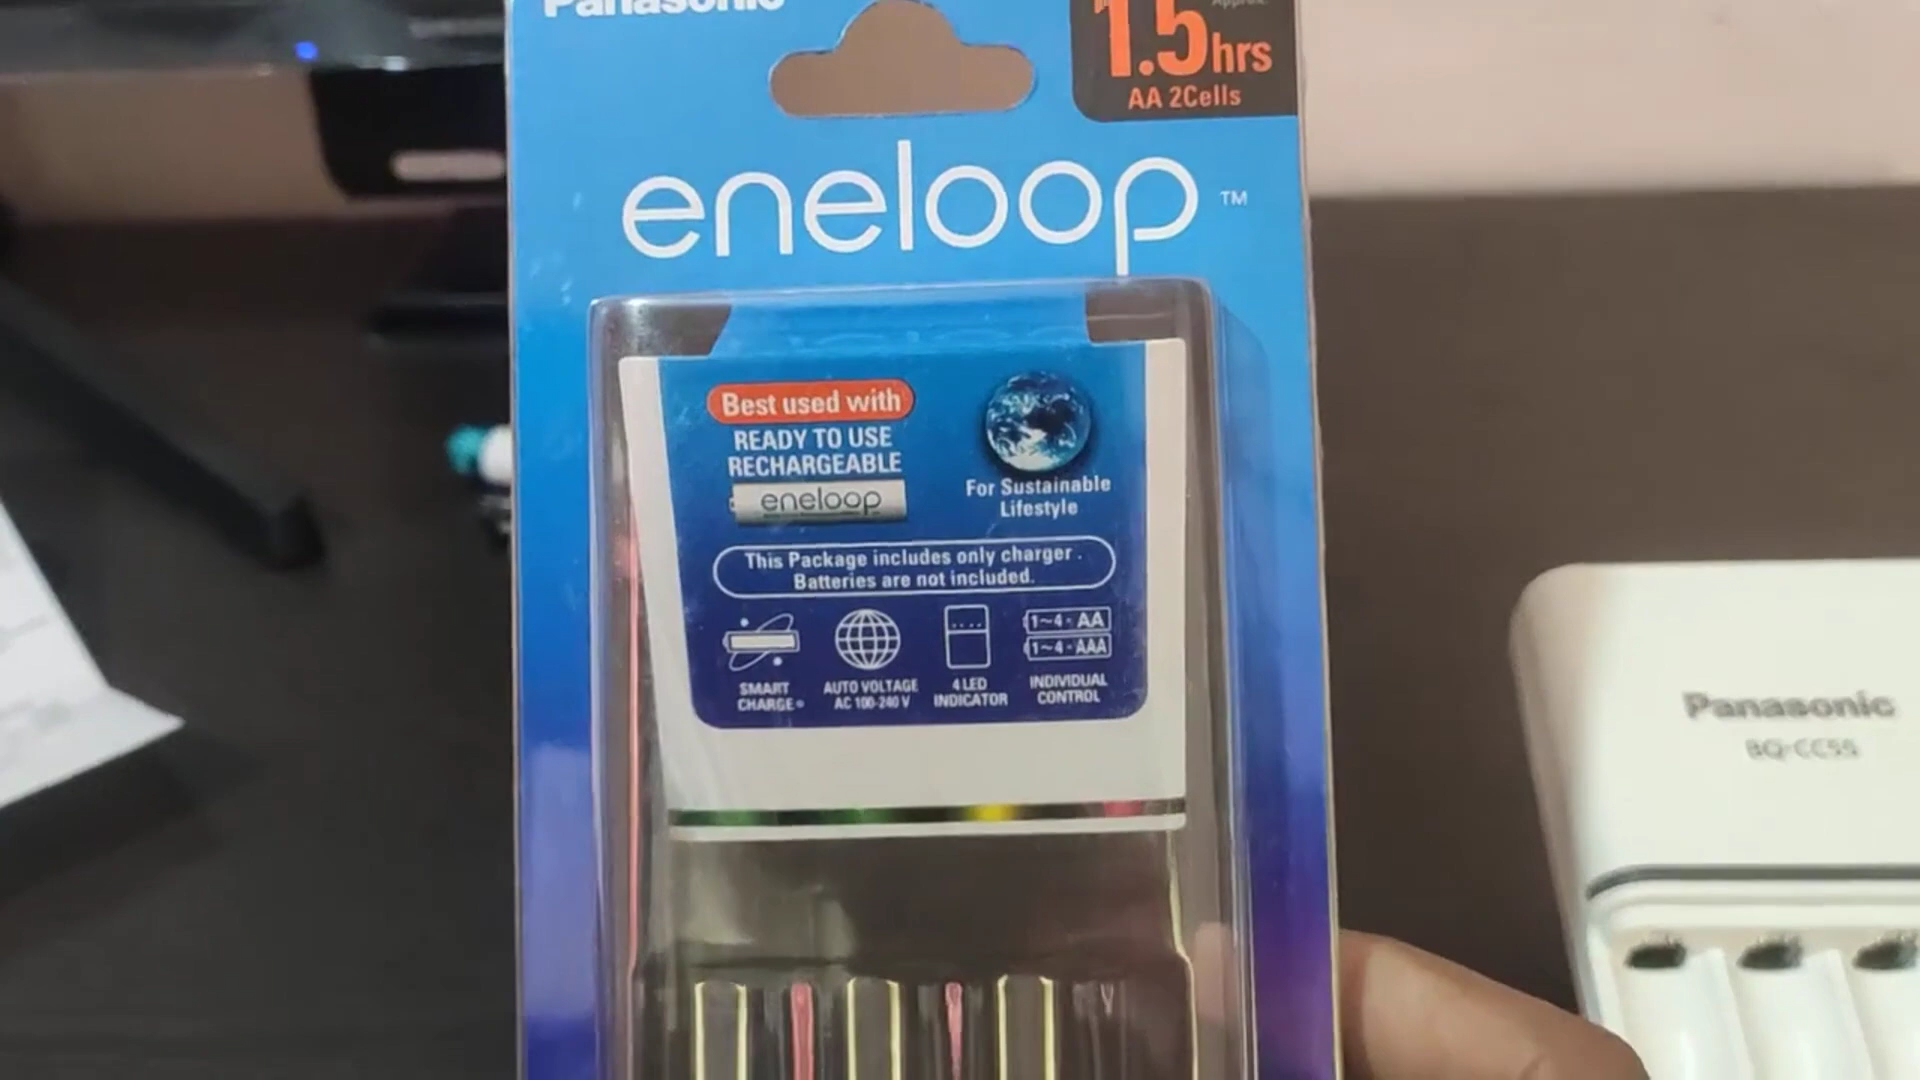 Panasonic
Approx.
1.5hrs
AA 2Cells
eneloop™
Best used with
READY TO USE
RECHARGEABLE
eneloop
For Sustainable
Lifestyle
This Package includes only charger.
Batteries are not included.
1~4 - AA
1~4 - AAA
SMART
CHARGE
AUTO VOLTAGE
AC 100-240 V
4 LED
INDICATOR
INDIVIDUAL
CONTROL
Panasonic
BQ-CC55